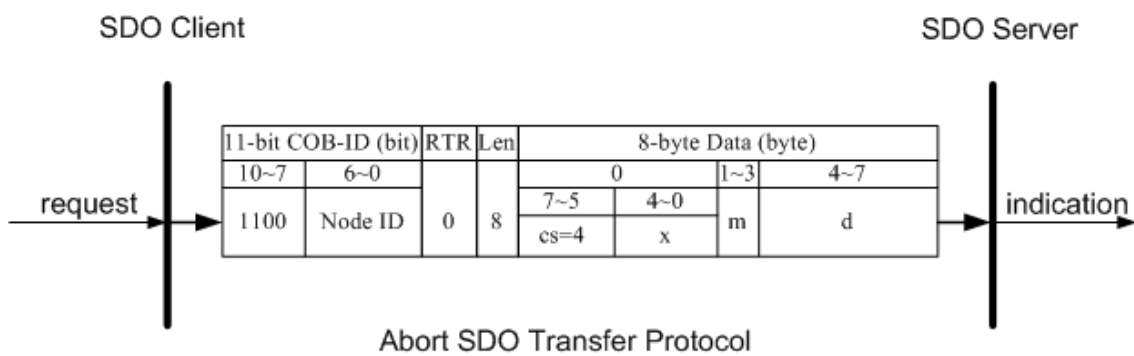 SDO Client
SDO Server
11-bit COB-ID (bit) RTR Len 8-byte Data (byte)
10~7 6~0 0 1~3 4~7
request 1100 Node ID 0 8 7~5 4~0 m d indication
cs=4 x
Abort SDO Transfer Protocol